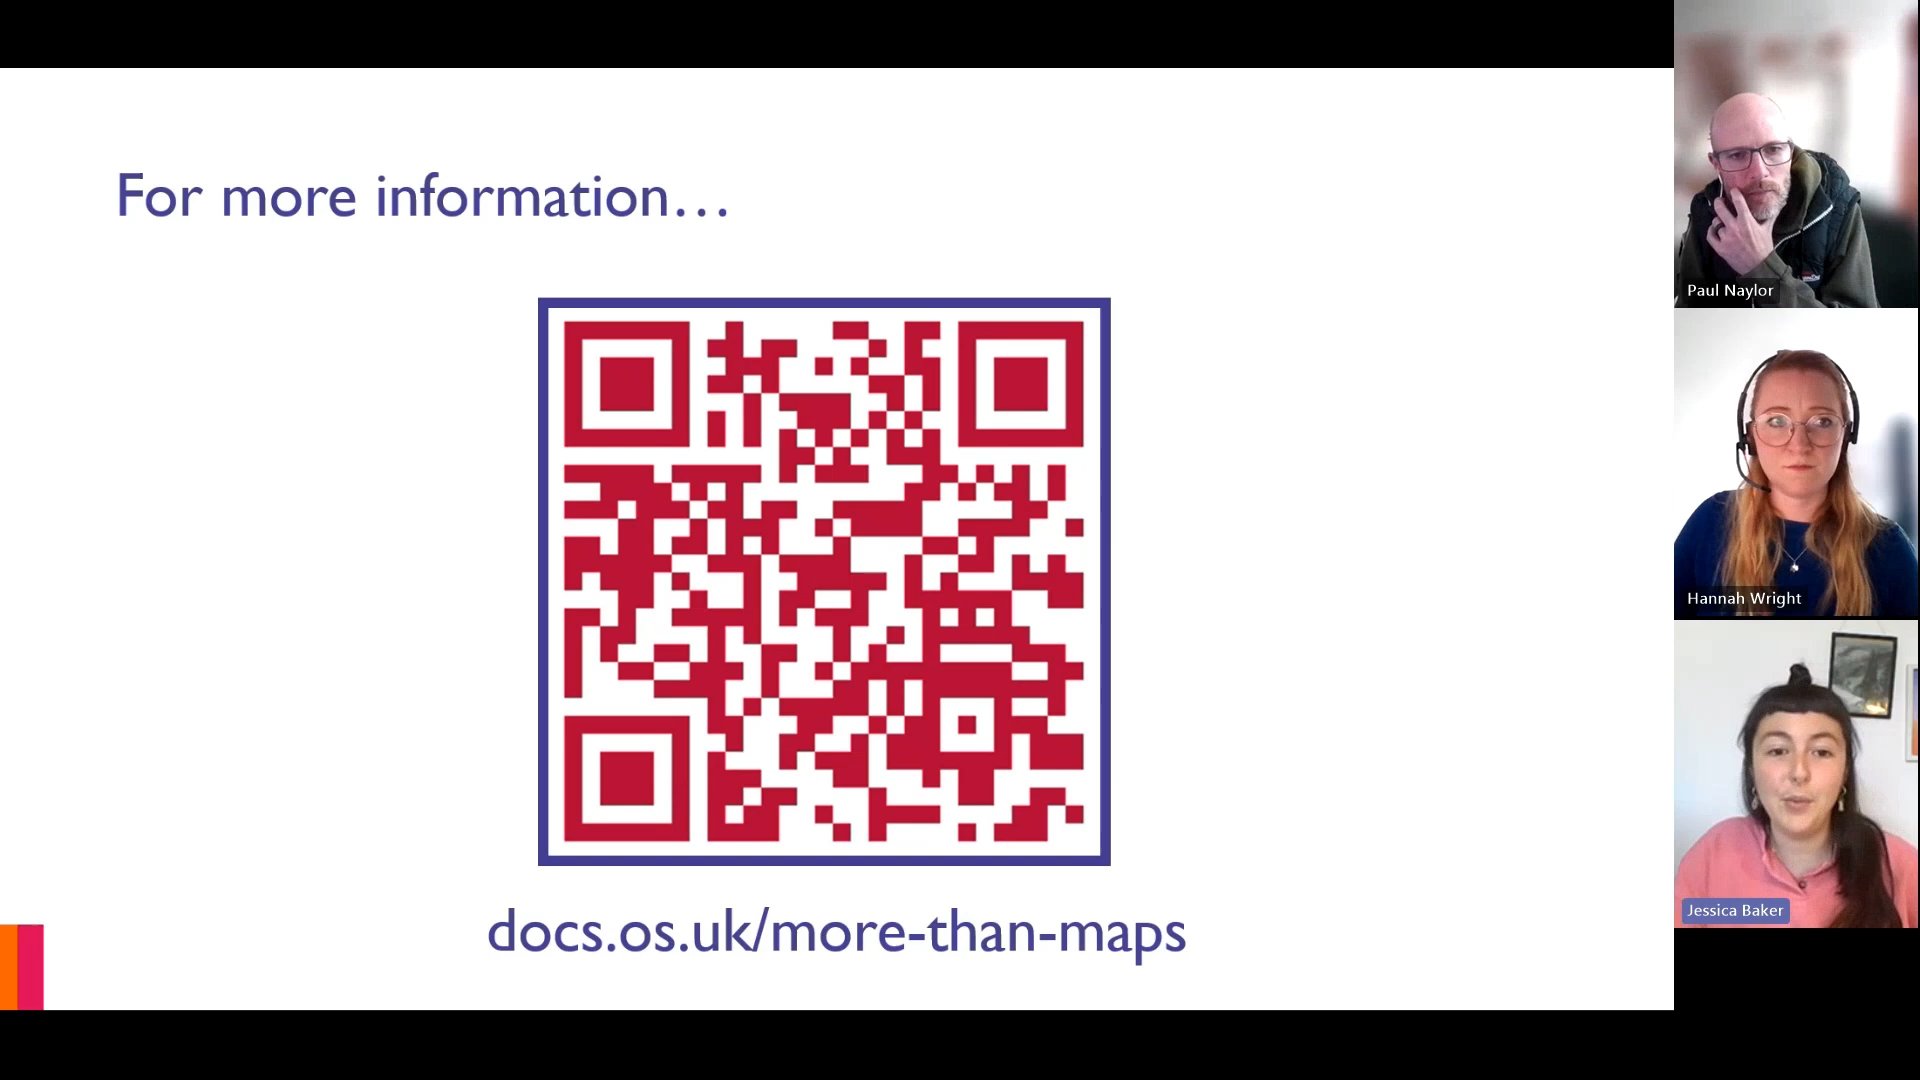 For more information…
docs.os.uk/more-than-maps
Paul Naylor
Hannah Wright
Jessica Baker